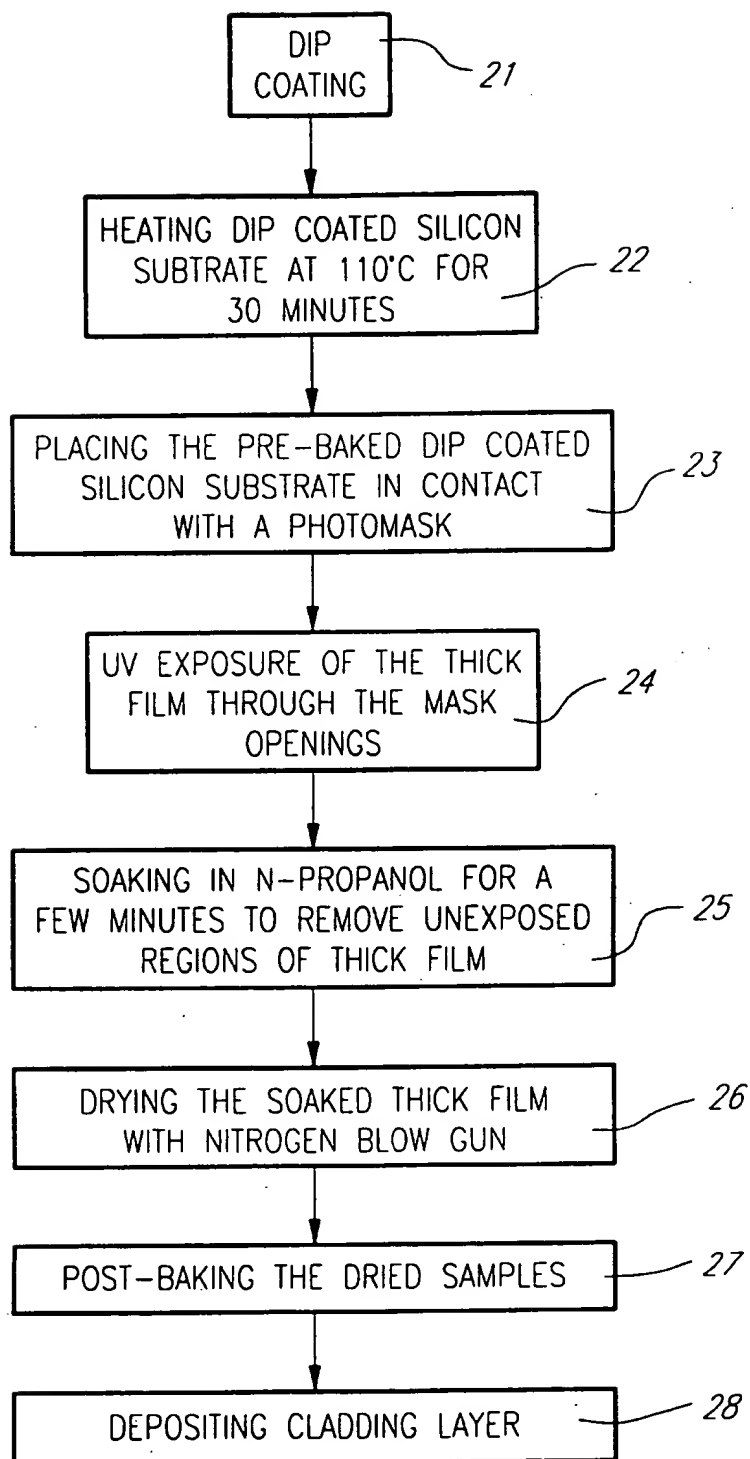 DIP
COATING
21
HEATING DIP COATED SILICON
SUBTRATE AT 110°C FOR
30 MINUTES
22
PLACING THE PRE-BAKED DIP COATED
SILICON SUBSTRATE IN CONTACT
WITH A PHOTOMASK
23
UV EXPOSURE OF THE THICK
FILM THROUGH THE MASK
OPENINGS
24
SOAKING IN N-PROPANOL FOR A
FEW MINUTES TO REMOVE UNEXPOSED
REGIONS OF THICK FILM
25
DRYING THE SOAKED THICK FILM
WITH NITROGEN BLOW GUN
26
POST-BAKING THE DRIED SAMPLES
27
DEPOSITING CLADDING LAYER
28